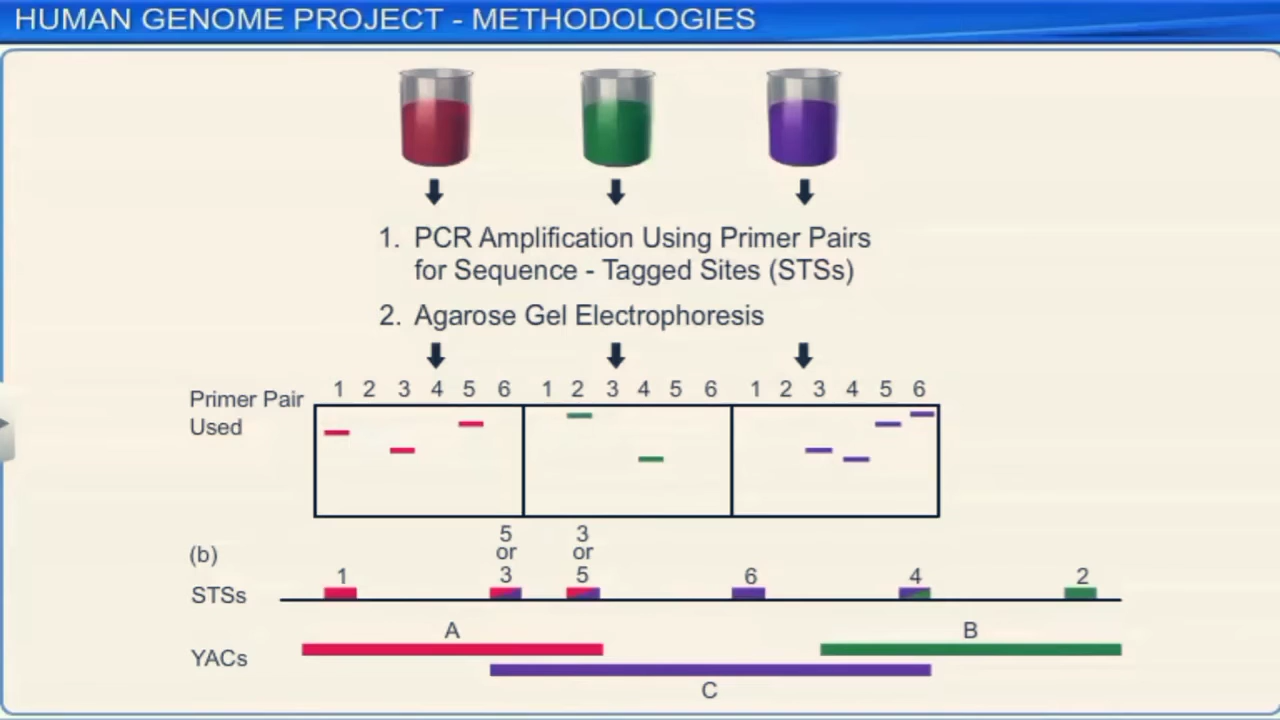 HUMAN GENOME PROJECT - METHODOLOGIES
1. PCR Amplification Using Primer Pairs
for Sequence - Tagged Sites (STSs)
2. Agarose Gel Electrophoresis
Primer Pair
Used
1 2 3 4 5 6 1 2 3 4 5 6 1 2 3 4 5 6
(b)
5 3
or or
1 3 5 6 4 2
STSs
A B
YACs
C